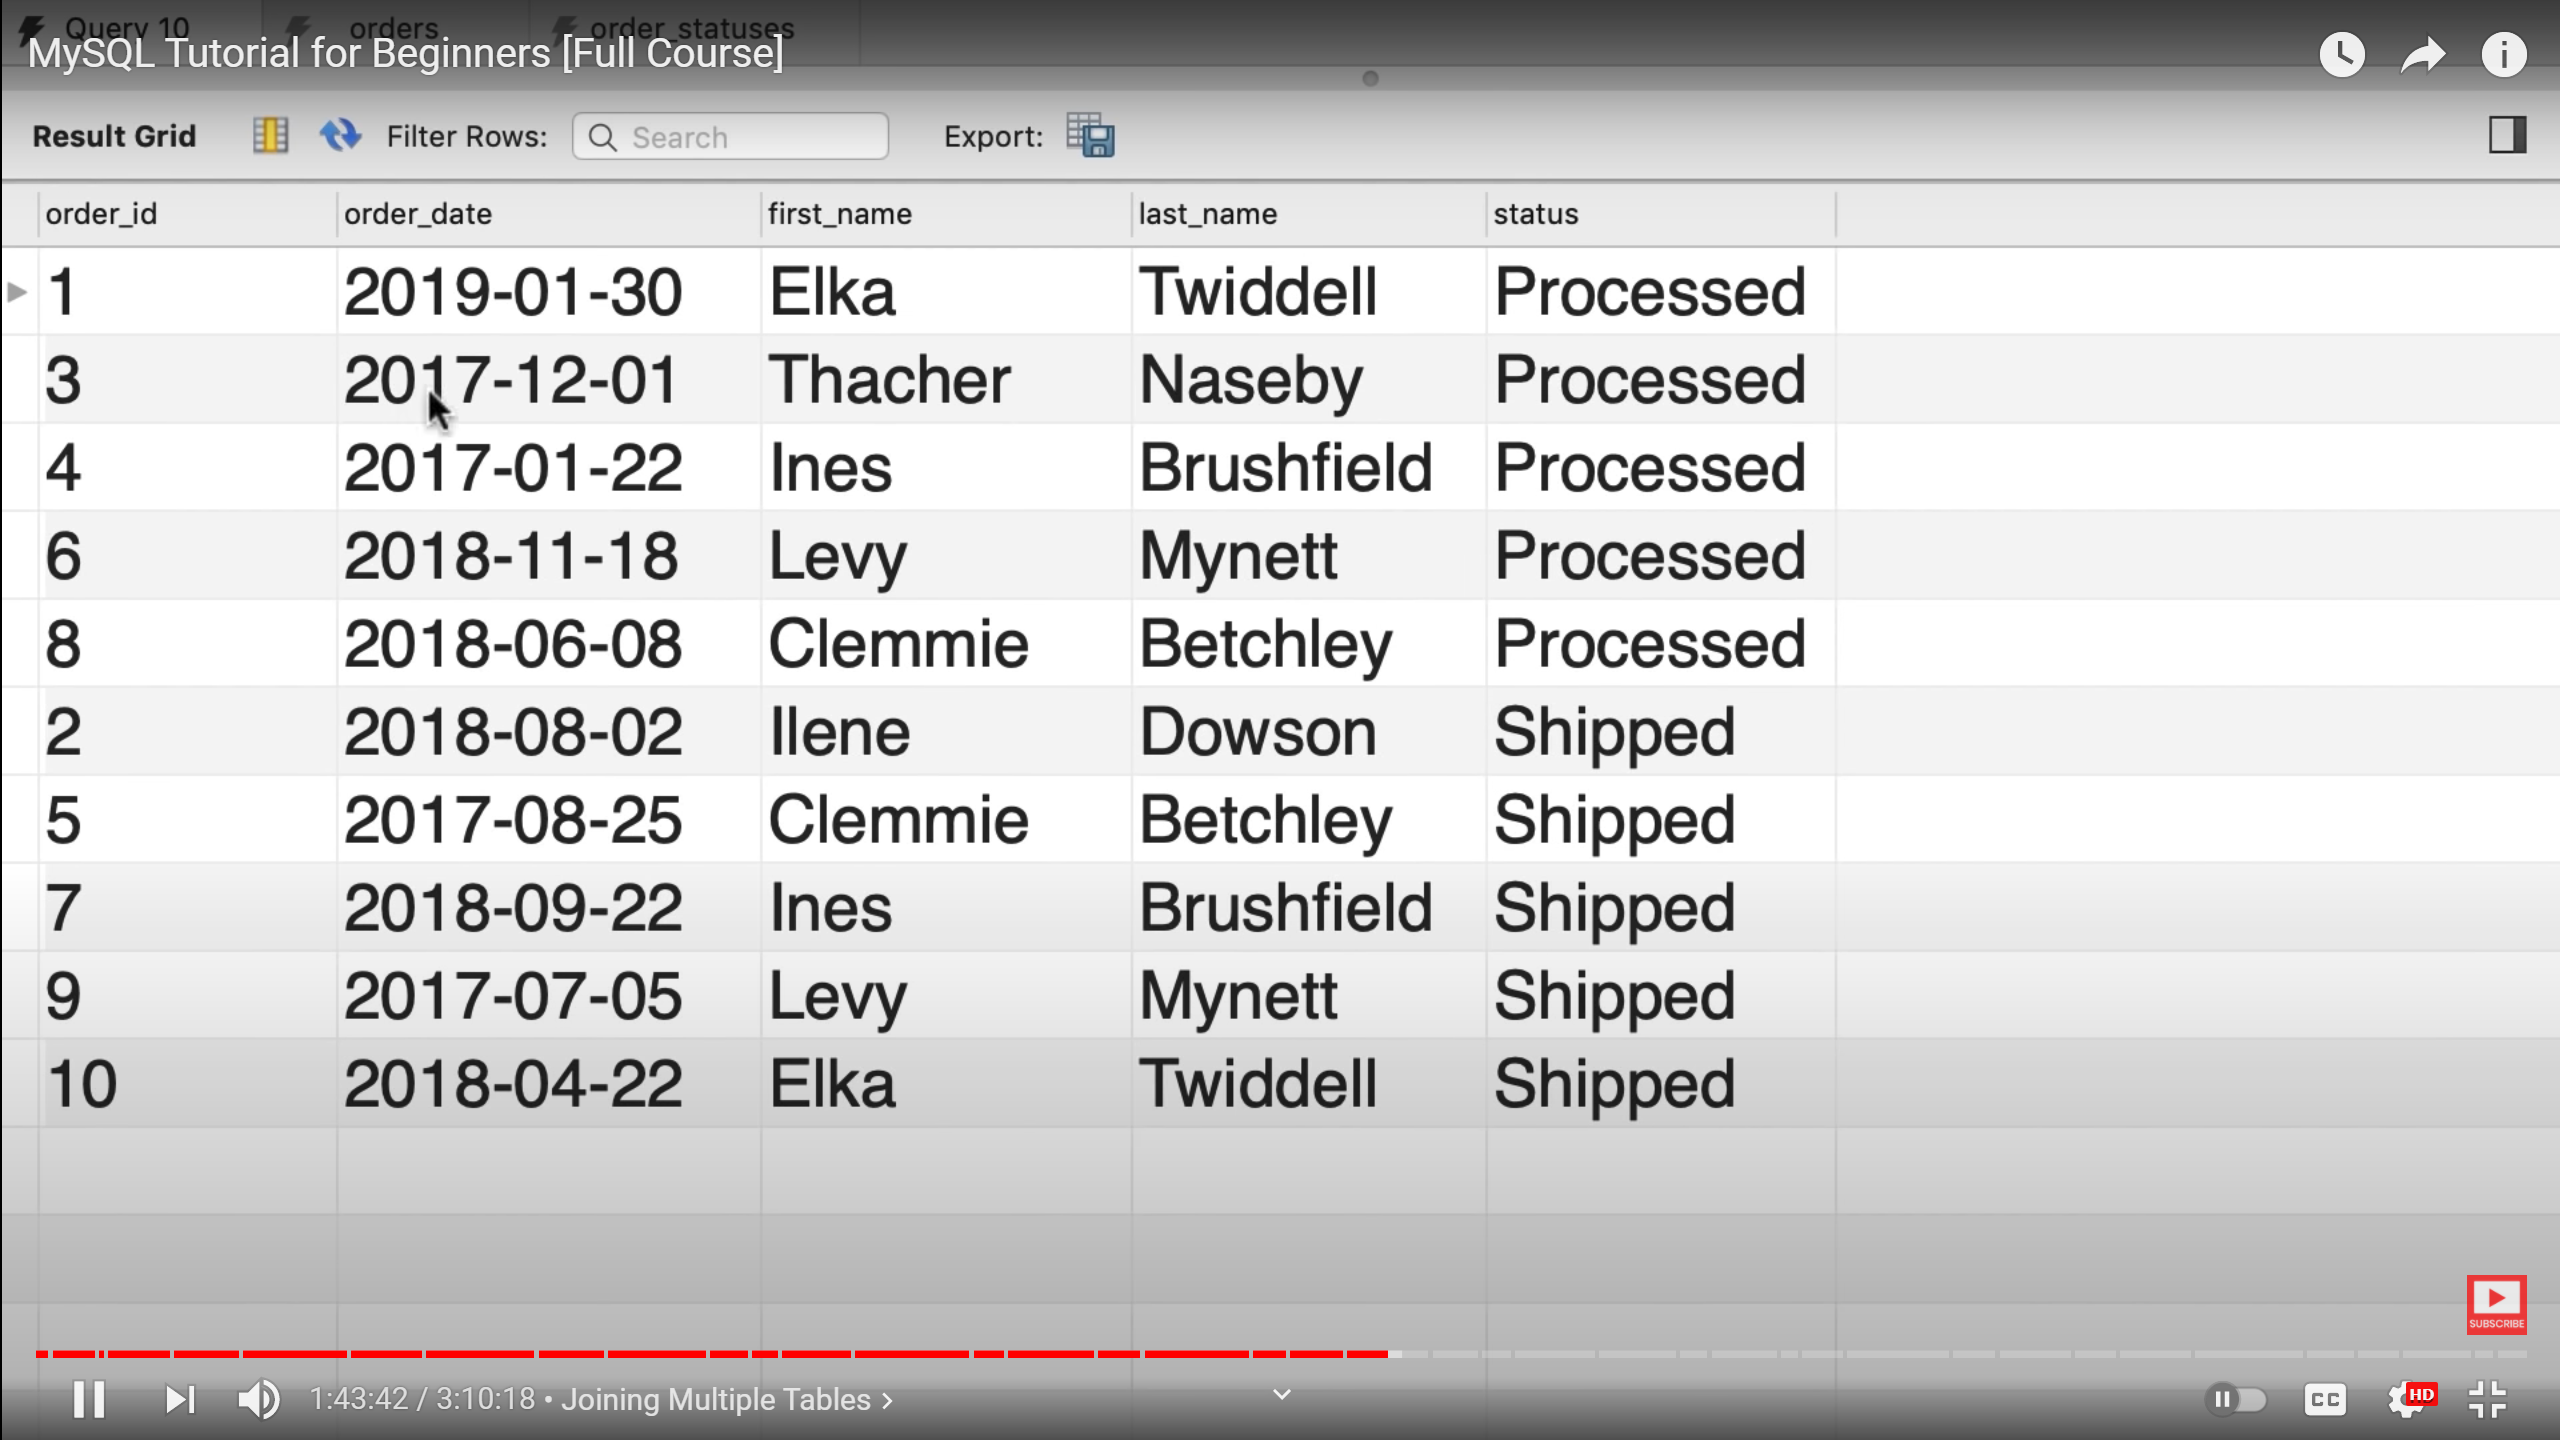 Query 10 orders order_statuses
MySQL Tutorial for Beginners [Full Course]
Result Grid Filter Rows: Search Export:
order_id order_date first_name last_name status
1 2019-01-30 Elka Twiddell Processed
3 2017-12-01 Thacher Naseby Processed
4 2017-01-22 Ines Brushfield Processed
6 2018-11-18 Levy Mynett Processed
8 2018-06-08 Clemmie Betchley Processed
2 2018-08-02 Ilene Dowson Shipped
5 2017-08-25 Clemmie Betchley Shipped
7 2018-09-22 Ines Brushfield Shipped
9 2017-07-05 Levy Mynett Shipped
10 2018-04-22 Elka Twiddell Shipped
SUBSCRIBE
1:43:42 / 3:10:18 • Joining Multiple Tables > CC HD